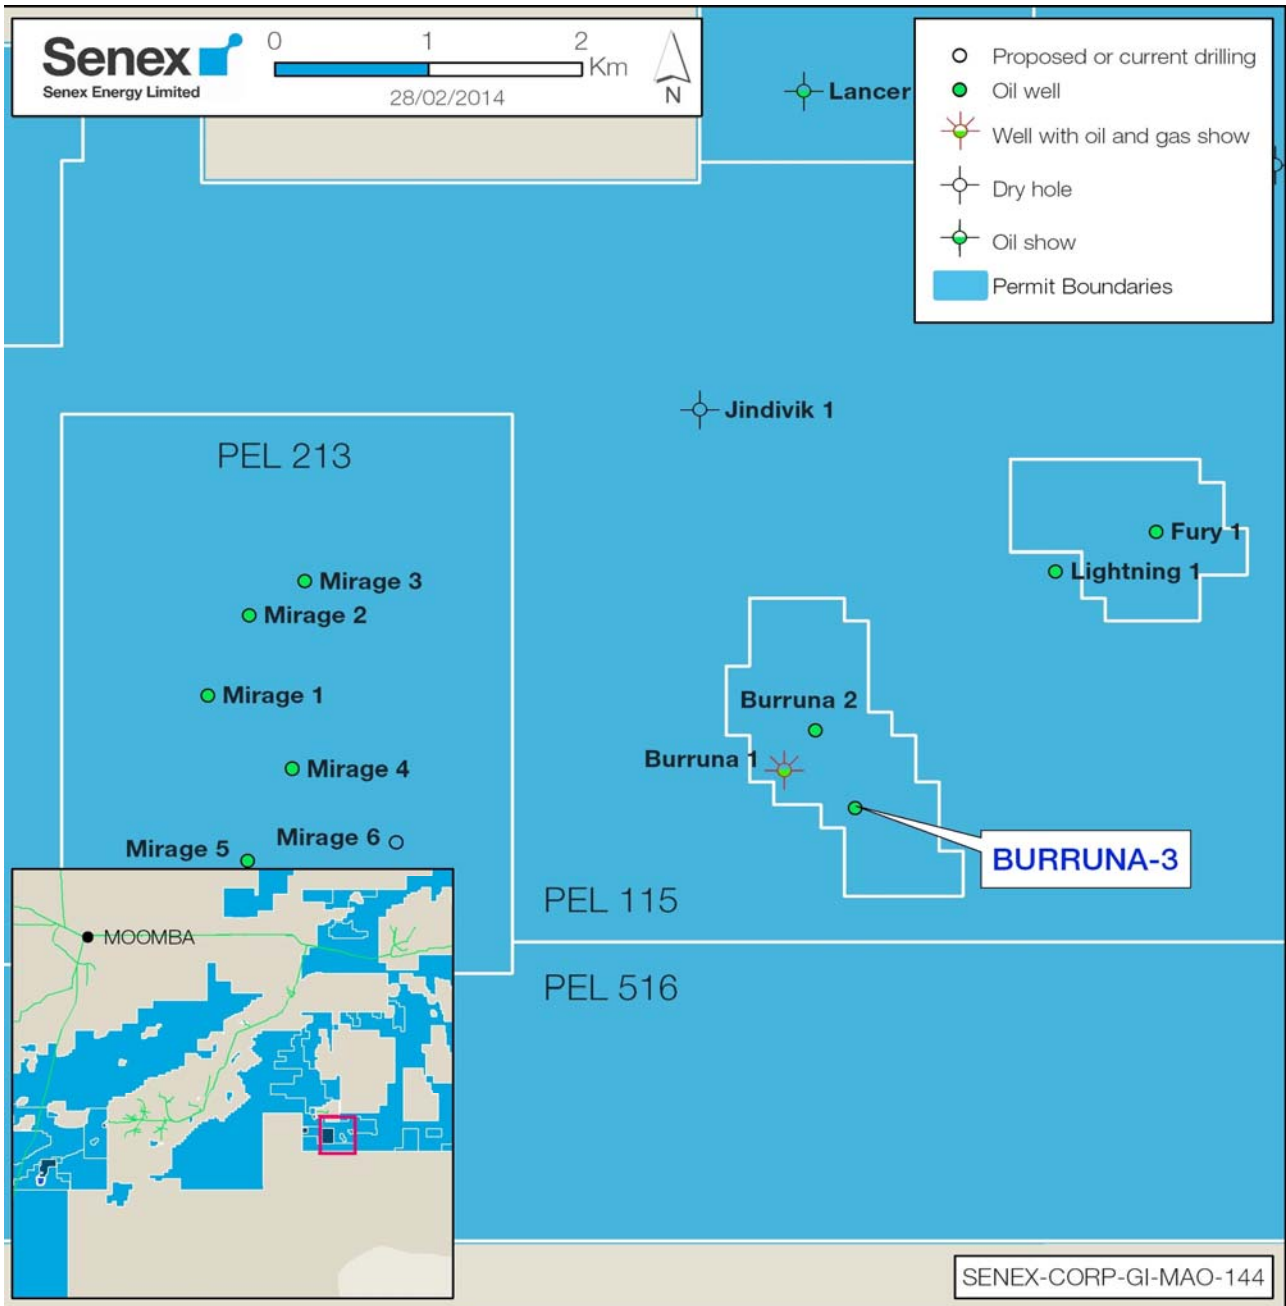 Senex
Senex Energy Limited
0 1 2
Km
28/02/2014
N
Proposed or current drilling
Oil well
Well with oil and gas show
Dry hole
Oil show
Permit Boundaries
Lancer
Jindivik 1
PEL 213
Fury 1
Lightning 1
Mirage 3
Mirage 2
Mirage 1
Burruna 2
Burruna 1
Mirage 4
Mirage 6
Mirage 5
BURRUNA-3
PEL 115
MOOMBA
PEL 516
SENEX-CORP-GI-MAO-144